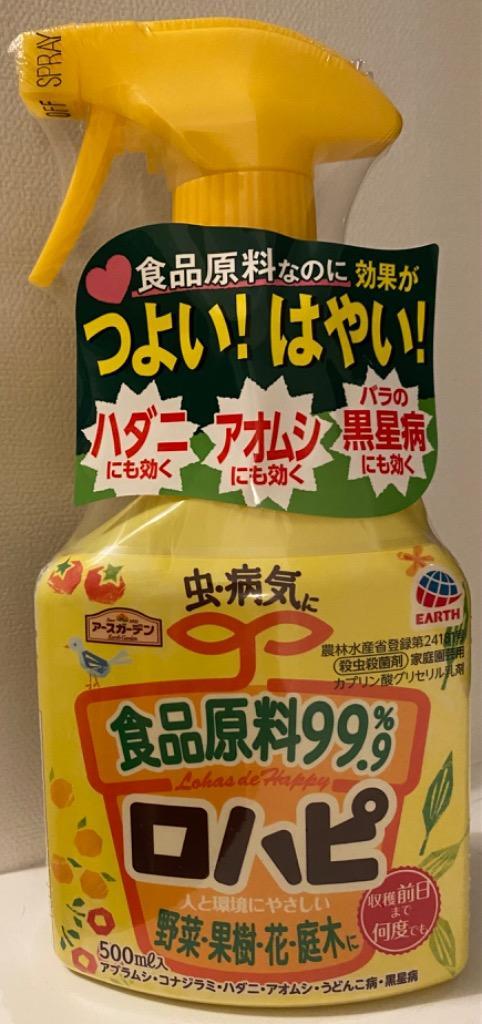 OFF SPRAY
食品原料なのに 効果が
つよい! はやい!
ハダニ
にも効く
アオムシ
にも効く
バラの
黒星病
にも効く
虫・病気に
アースガーデン
Earth Garden
EARTH
農林水産省登録第24181号
殺虫殺菌剤 家庭園芸用
カプリン酸グリセリル乳剤
食品原料99.9%
Lohas de Happy
ロハピ
人と環境にやさしい
野菜・果樹・花・庭木に
収穫前日
まで
何度でも
500mℓ入
アブラムシ・コナジラミ・ハダニ・アオムシ・うどんこ病・黒星病